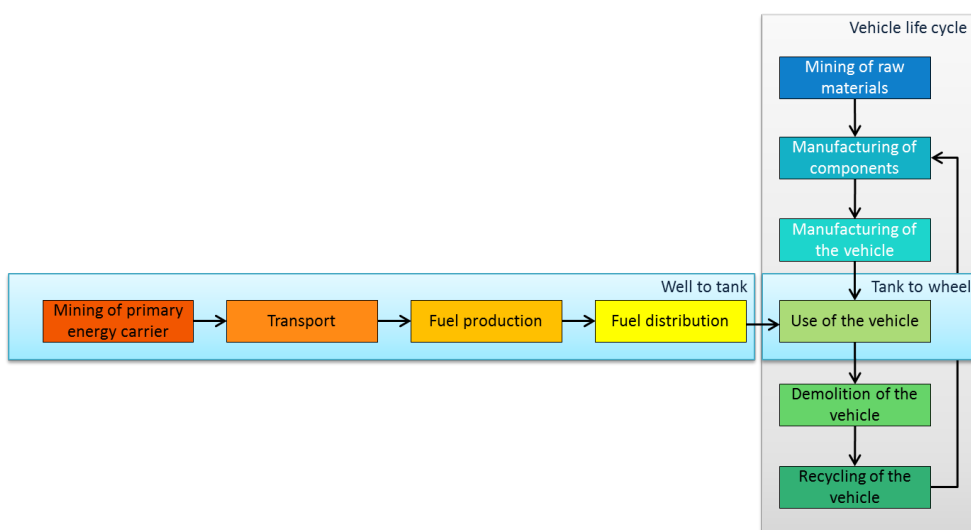 Vehicle life cycle
Mining of raw
materials
Manufacturing of
components
Manufacturing of
the vehicle
Well to tank
Tank to wheel
Mining of primary
energy carrier
Transport
Fuel production
Fuel distribution
Use of the vehicle
Demolition of the
vehicle
Recycling of the
vehicle